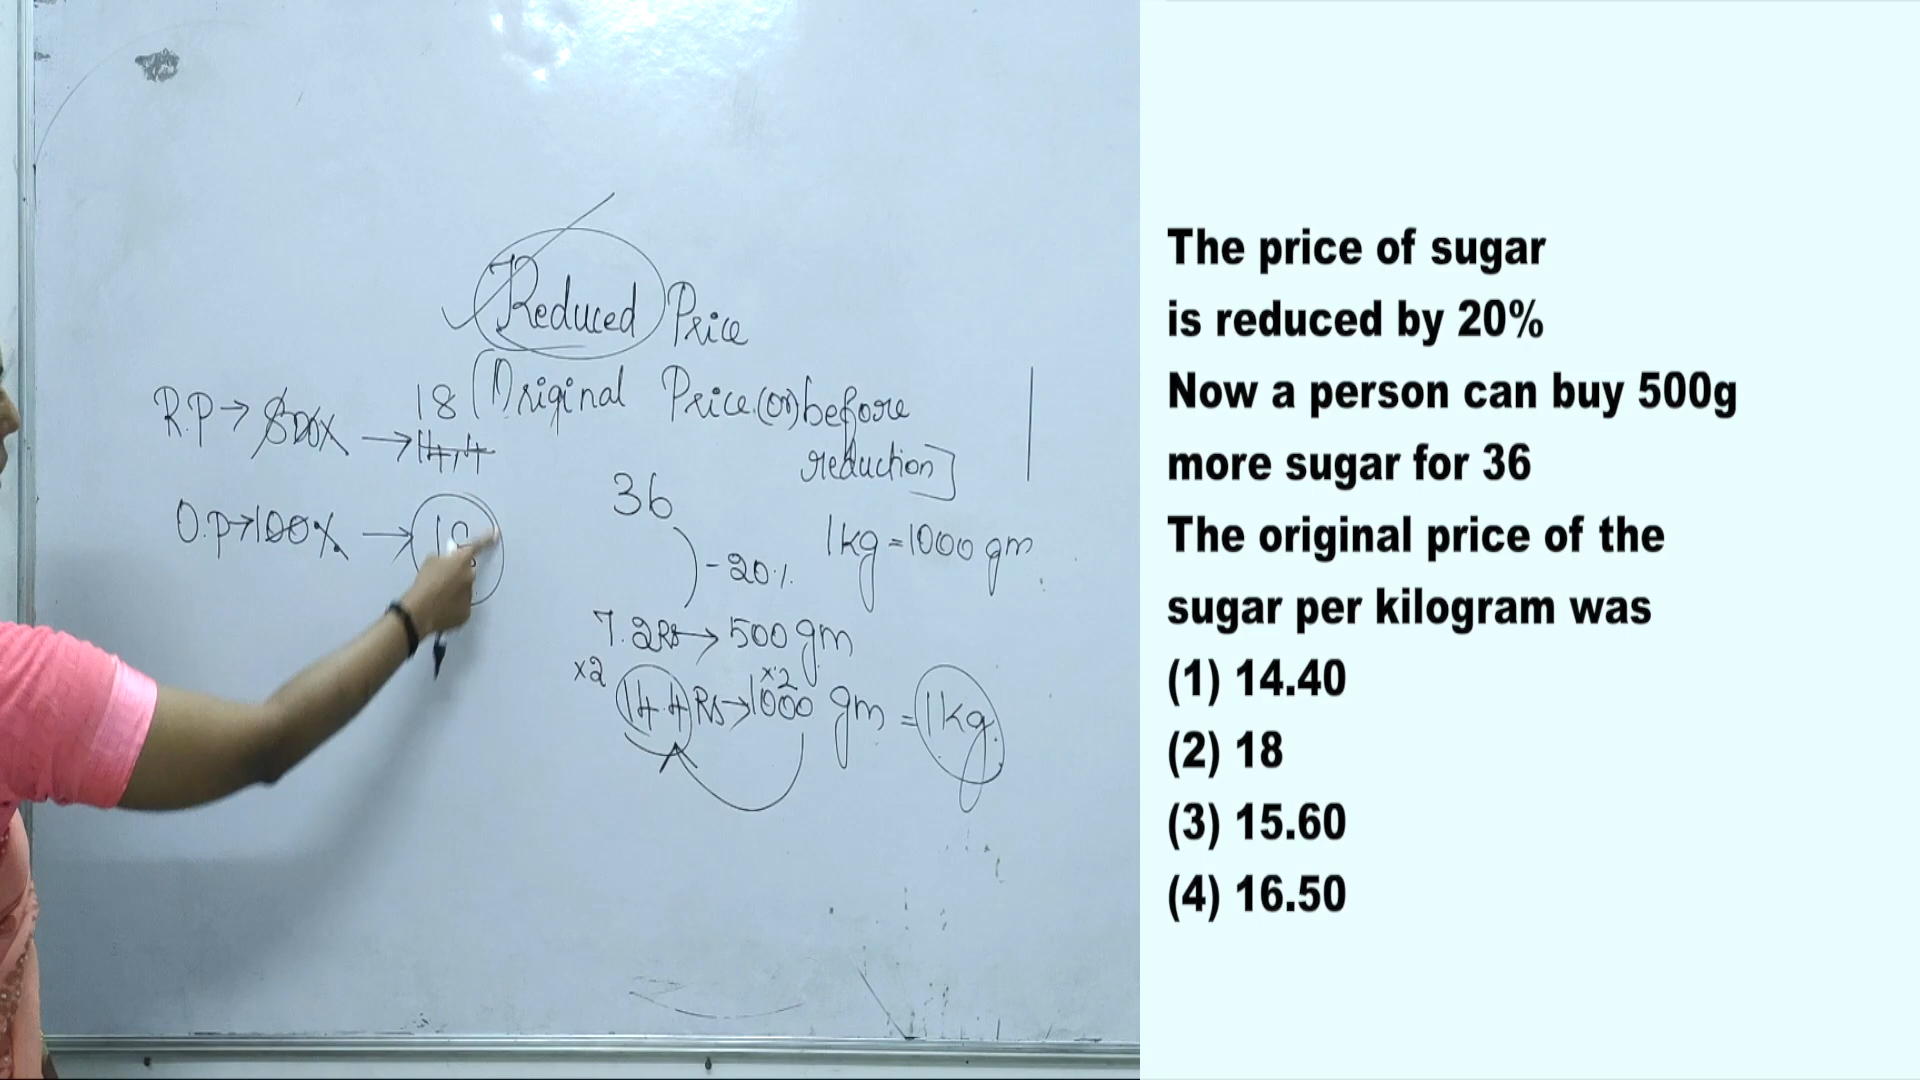 Reduced Price
(Original Price (or) before
reduction]
R.P → 80% → 14.4
18
O.P → 100% →
36
-20%
1kg = 1000 gm
7.2Rs → 500 gm
x2
x2
14.4 Rs → 1000 gm = 1kg.
The price of sugar
is reduced by 20%
Now a person can buy 500g
more sugar for 36
The original price of the
sugar per kilogram was
(1) 14.40
(2) 18
(3) 15.60
(4) 16.50